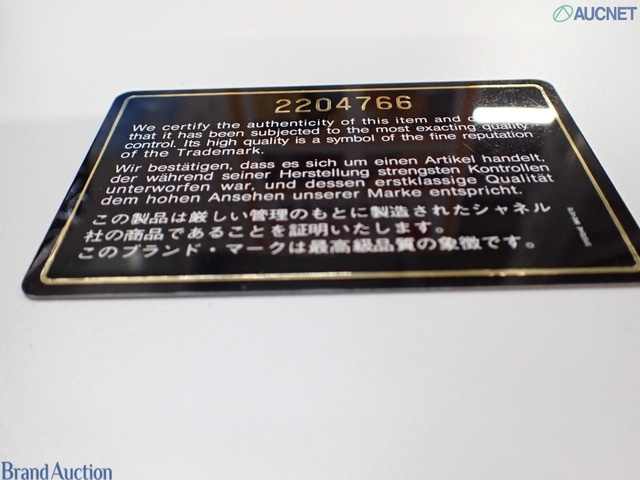 AUCNET
2204766
We certify the authenticity of this item and
that it has been subjected to the most exacting quality
control. Its high quality is a symbol of the fine reputation
of the Trademark.
Wir bestätigen, dass es sich um einen Artikel handelt,
der während seiner Herstellung strengsten Kontrollen
unterworfen war, und dessen erstklassige Qualität
dem hohen Ansehen unserer Marke entspricht.
この製品は厳しい管理のもとに製造されたシャネル
社の商品であることを証明いたします。
このブランド・マークは最高級品質の象徴です。
Brand Auction